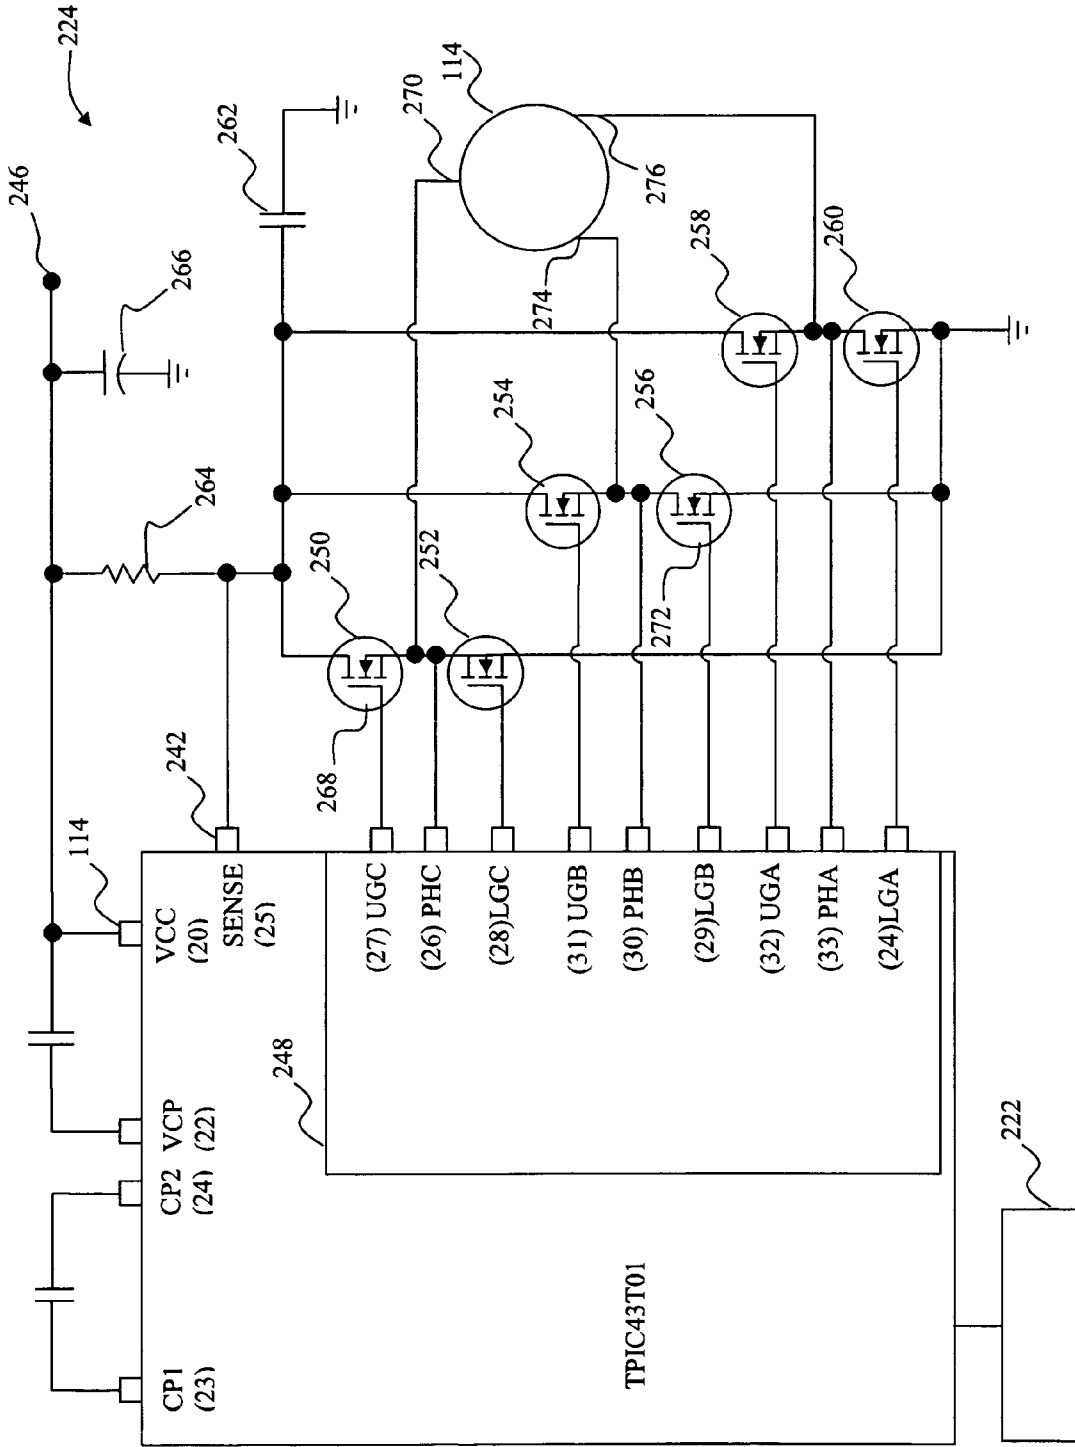 224
246
266
264
262
270
114
276
274
258
260
254
256
272
250
252
268
242
114
VCC
(20)
SENSE
(25)
VCP
(22)
CP2
(24)
CP1
(23)
248
(27) UGC
(26) PHC
(28)LGC
(31) UGB
(30) PHB
(29)LGB
(32) UGA
(33) PHA
(24)LGA
TPIC43T01
222